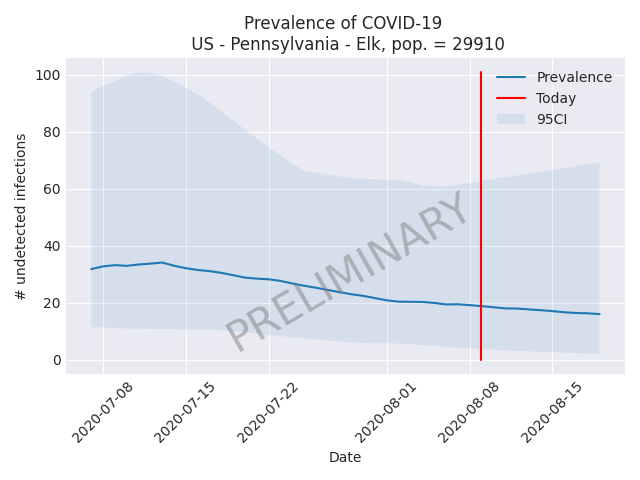 Prevalence of COVID-19
US - Pennsylvania - Elk, pop. = 29910
# undetected infections
100
80
60
40
20
0
Prevalence
Today
95CI
PRELIMINARY
2020-07-08
2020-07-15
2020-07-22
2020-08-01
2020-08-08
2020-08-15
Date